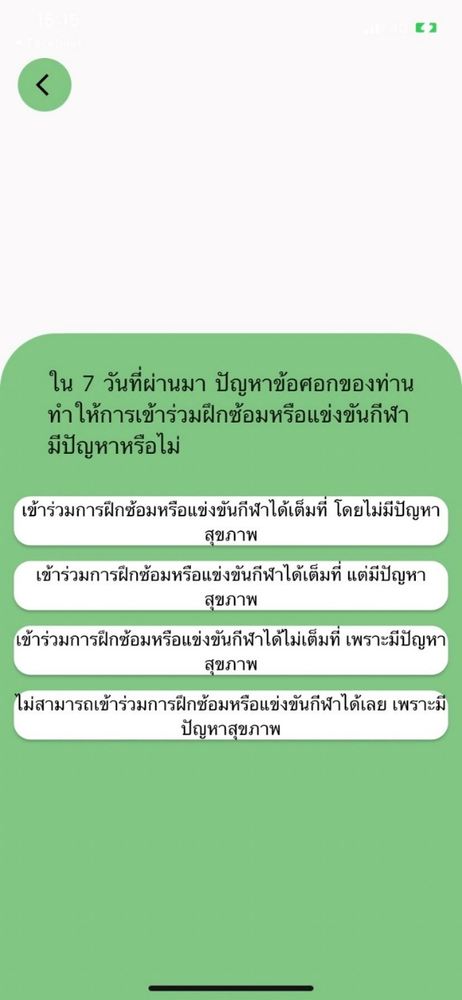 16:15
ใน 7 วันที่ผ่านมา ปัญหาข้อศอกของท่าน
ทำให้การเข้าร่วมฝึกซ้อมหรือแข่งขันกีฬา
มีปัญหาหรือไม่
เข้าร่วมการฝึกซ้อมหรือแข่งขันกีฬาได้เต็มที่ โดยไม่มีปัญหา
สุขภาพ
เข้าร่วมการฝึกซ้อมหรือแข่งขันกีฬาได้เต็มที่ แต่มีปัญหา
สุขภาพ
เข้าร่วมการฝึกซ้อมหรือแข่งขันกีฬาได้ไม่เต็มที่ เพราะมีปัญหา
สุขภาพ
ไม่สามารถเข้าร่วมการฝึกซ้อมหรือแข่งขันกีฬาได้เลย เพราะมี
ปัญหาสุขภาพ